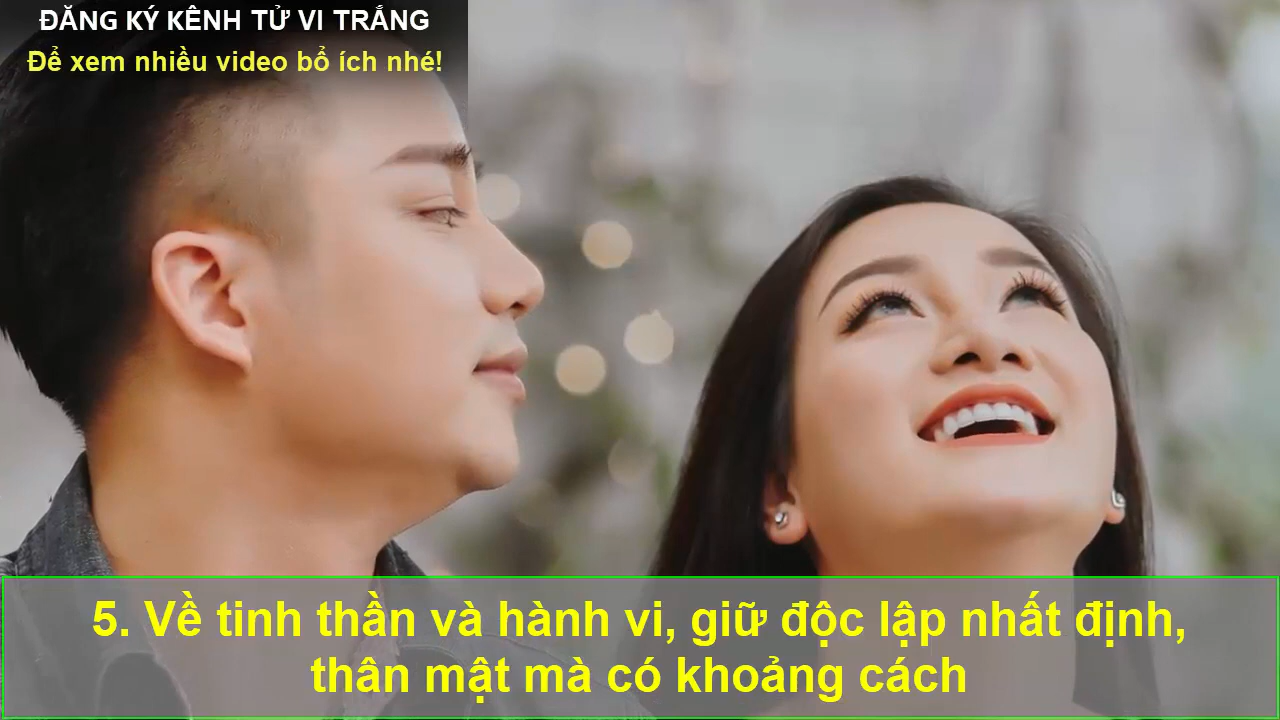 ĐĂNG KÝ KÊNH TỬ VI TRẮNG
Để xem nhiều video bổ ích nhé!
5. Về tinh thần và hành vi, giữ độc lập nhất định,
thân mật mà có khoảng cách